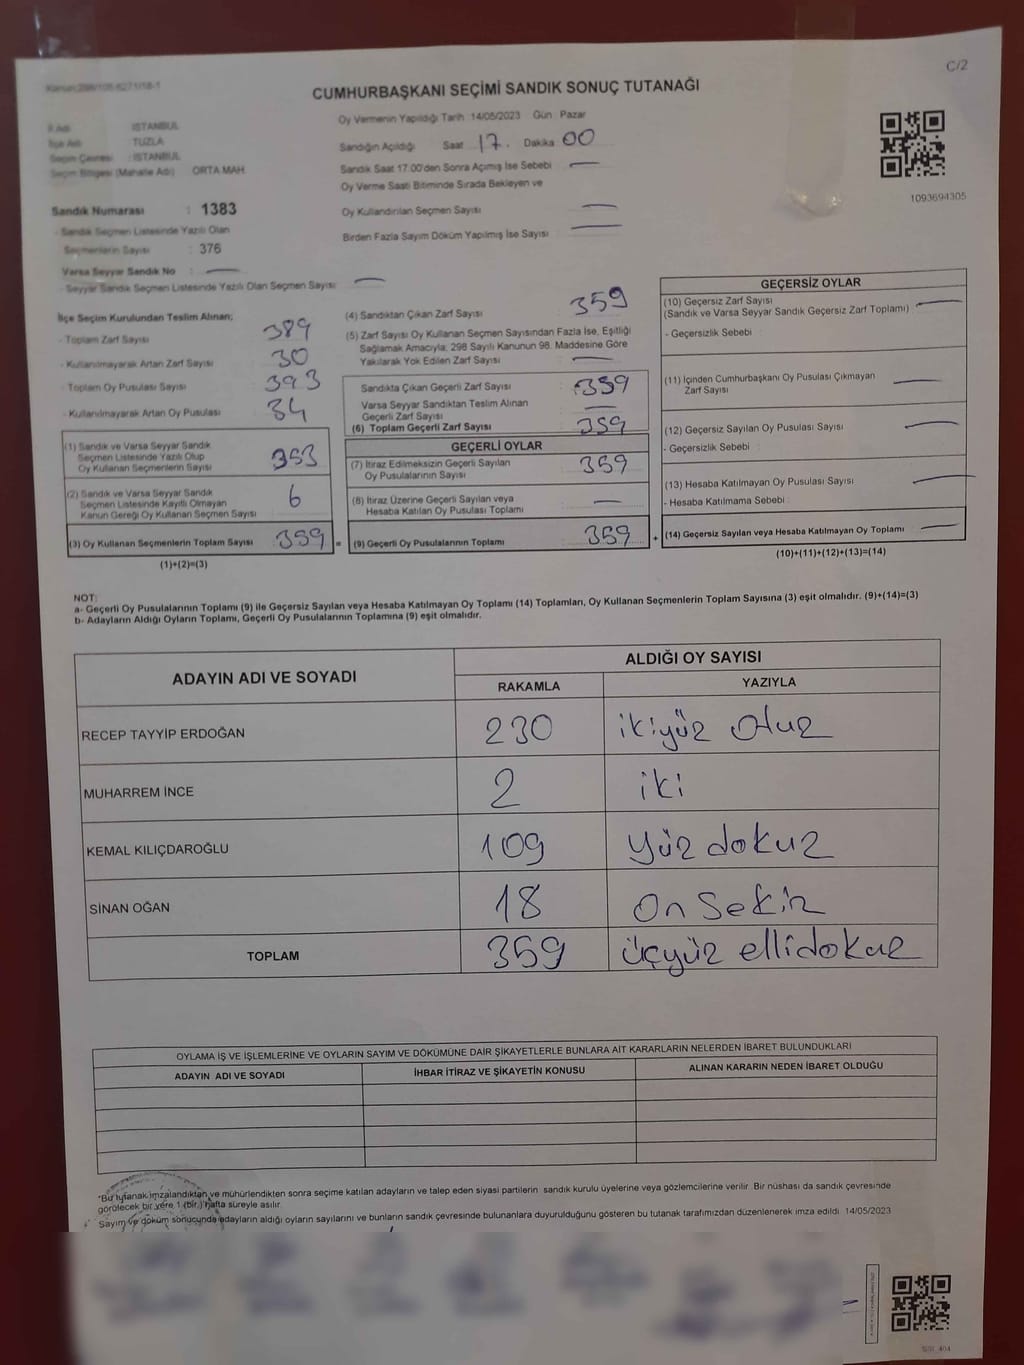 C/2
CUMHURBAŞKANI SEÇİMİ SANDIK SONUÇ TUTANAĞI
İl Adı : İSTANBUL
İlçe Adı : TUZLA
Seçim Çevresi : İSTANBUL
Seçim Bölgesi (Mahalle Adı) ORTA MAH.
Sandık Numarası : 1383
- Sandık Seçmen Listesinde Yazılı Olan
Seçmenlerin Sayısı : 376
Varsa Seyyar Sandık No : —
- Seyyar Sandık Seçmen Listesinde Yazılı Olan Seçmen Sayısı: —
Oy Vermenin Yapıldığı Tarih 14/05/2023 Gün : Pazar
Sandığın Açıldığı Saat 17. Dakika 00
Sandık Saat 17.00'den Sonra Açımış İse Sebebi —
Oy Verme Saati Bitiminde Sırada Bekleyen ve
Oy Kullandırılan Seçmen Sayısı —
Birden Fazla Sayım Döküm Yapılmış İse Sayısı —
1093694305
İlçe Seçim Kurulundan Teslim Alınan;
- Toplam Zarf Sayısı 389
- Kullanılmayarak Artan Zarf Sayısı 30
- Toplam Oy Pusulası Sayısı 393
- Kullanılmayarak Artan Oy Pusulası 34
(1) Sandık ve Varsa Seyyar Sandık
Seçmen Listesinde Yazılı Olup
Oy Kullanan Seçmenlerin Sayısı 353
(2) Sandık ve Varsa Seyyar Sandık
Seçmen Listesinde Kayıtlı Olmayan
Kanun Gereği Oy Kullanan Seçmen Sayısı 6
(3) Oy Kullanan Seçmenlerin Toplam Sayısı 359 =
(1)+(2)=(3)
(4) Sandıktan Çıkan Zarf Sayısı 359
(5) Zarf Sayısı Oy Kullanan Seçmen Sayısından Fazla İse, Eşitliği
Sağlamak Amacıyla; 298 Sayılı Kanunun 98. Maddesine Göre
Yakılarak Yok Edilen Zarf Sayısı —
Sandıkta Çıkan Geçerli Zarf Sayısı 359
Varsa Seyyar Sandıktan Teslim Alınan
Geçerli Zarf Sayısı —
(6) Toplam Geçerli Zarf Sayısı 359
GEÇERLİ OYLAR
(7) İtiraz Edilmeksizin Geçerli Sayılan
Oy Pusulalarının Sayısı 359
(8) İtiraz Üzerine Geçerli Sayılan veya
Hesaba Katılan Oy Pusulası Toplamı —
(9) Geçerli Oy Pusulalarının Toplamı 359 +
GEÇERSİZ OYLAR
(10) Geçersiz Zarf Sayısı
(Sandık ve Varsa Seyyar Sandık Geçersiz Zarf Toplamı) : —
- Geçersizlik Sebebi :
(11) İçinden Cumhurbaşkanı Oy Pusulası Çıkmayan
Zarf Sayısı —
(12) Geçersiz Sayılan Oy Pusulası Sayısı —
- Geçersizlik Sebebi :
(13) Hesaba Katılmayan Oy Pusulası Sayısı —
- Hesaba Katılmama Sebebi :
(14) Geçersiz Sayılan veya Hesaba Katılmayan Oy Toplamı —
(10)+(11)+(12)+(13)=(14)
NOT:
a- Geçerli Oy Pusulalarının Toplamı (9) ile Geçersiz Sayılan veya Hesaba Katılmayan Oy Toplamı (14) Toplamları, Oy Kullanan Seçmenlerin Toplam Sayısına (3) eşit olmalıdır. (9)+(14)=(3)
b- Adayların Aldığı Oyların Toplamı, Geçerli Oy Pusulalarının Toplamına (9) eşit olmalıdır.
ADAYIN ADI VE SOYADI ALDIĞI OY SAYISI
RAKAMLA YAZIYLA
RECEP TAYYİP ERDOĞAN 230 ikiyüz otuz
MUHARREM İNCE 2 iki
KEMAL KILIÇDAROĞLU 109 yüz dokuz
SİNAN OĞAN 18 on sekiz
TOPLAM 359 üçyüz ellidokuz
OYLAMA İŞ VE İŞLEMLERİNE VE OYLARIN SAYIM VE DÖKÜMÜNE DAİR ŞİKAYETLERLE BUNLARA AİT KARARLARIN NELERDEN İBARET BULUNDUKLARI
ADAYIN ADI VE SOYADI İHBAR İTİRAZ VE ŞİKAYETİN KONUSU ALINAN KARARIN NEDEN İBARET OLDUĞU
*Bu tutanak imzalandıktan ve mühürlendikten sonra seçime katılan adayların ve talep eden siyasi partilerin sandık kurulu üyelerine veya gözlemcilerine verilir. Bir nüshası da sandık çevresinde
görülecek bir yere 1 (bir) hafta süreyle asılır.
Sayım ve döküm sonucunda adayların aldığı oyların sayılarını ve bunların sandık çevresinde bulunanlara duyurulduğunu gösteren bu tutanak tarafımızdan düzenlenerek imza edildi. 14/05/2023